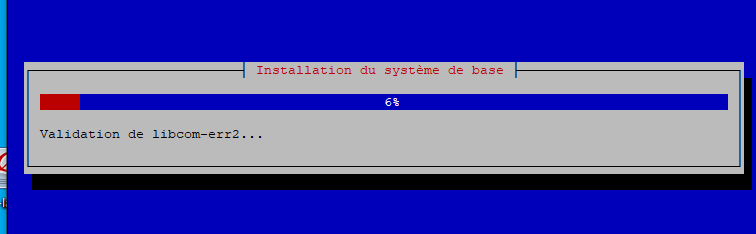 Installation du système de base
6%
Validation de libcom-err2...